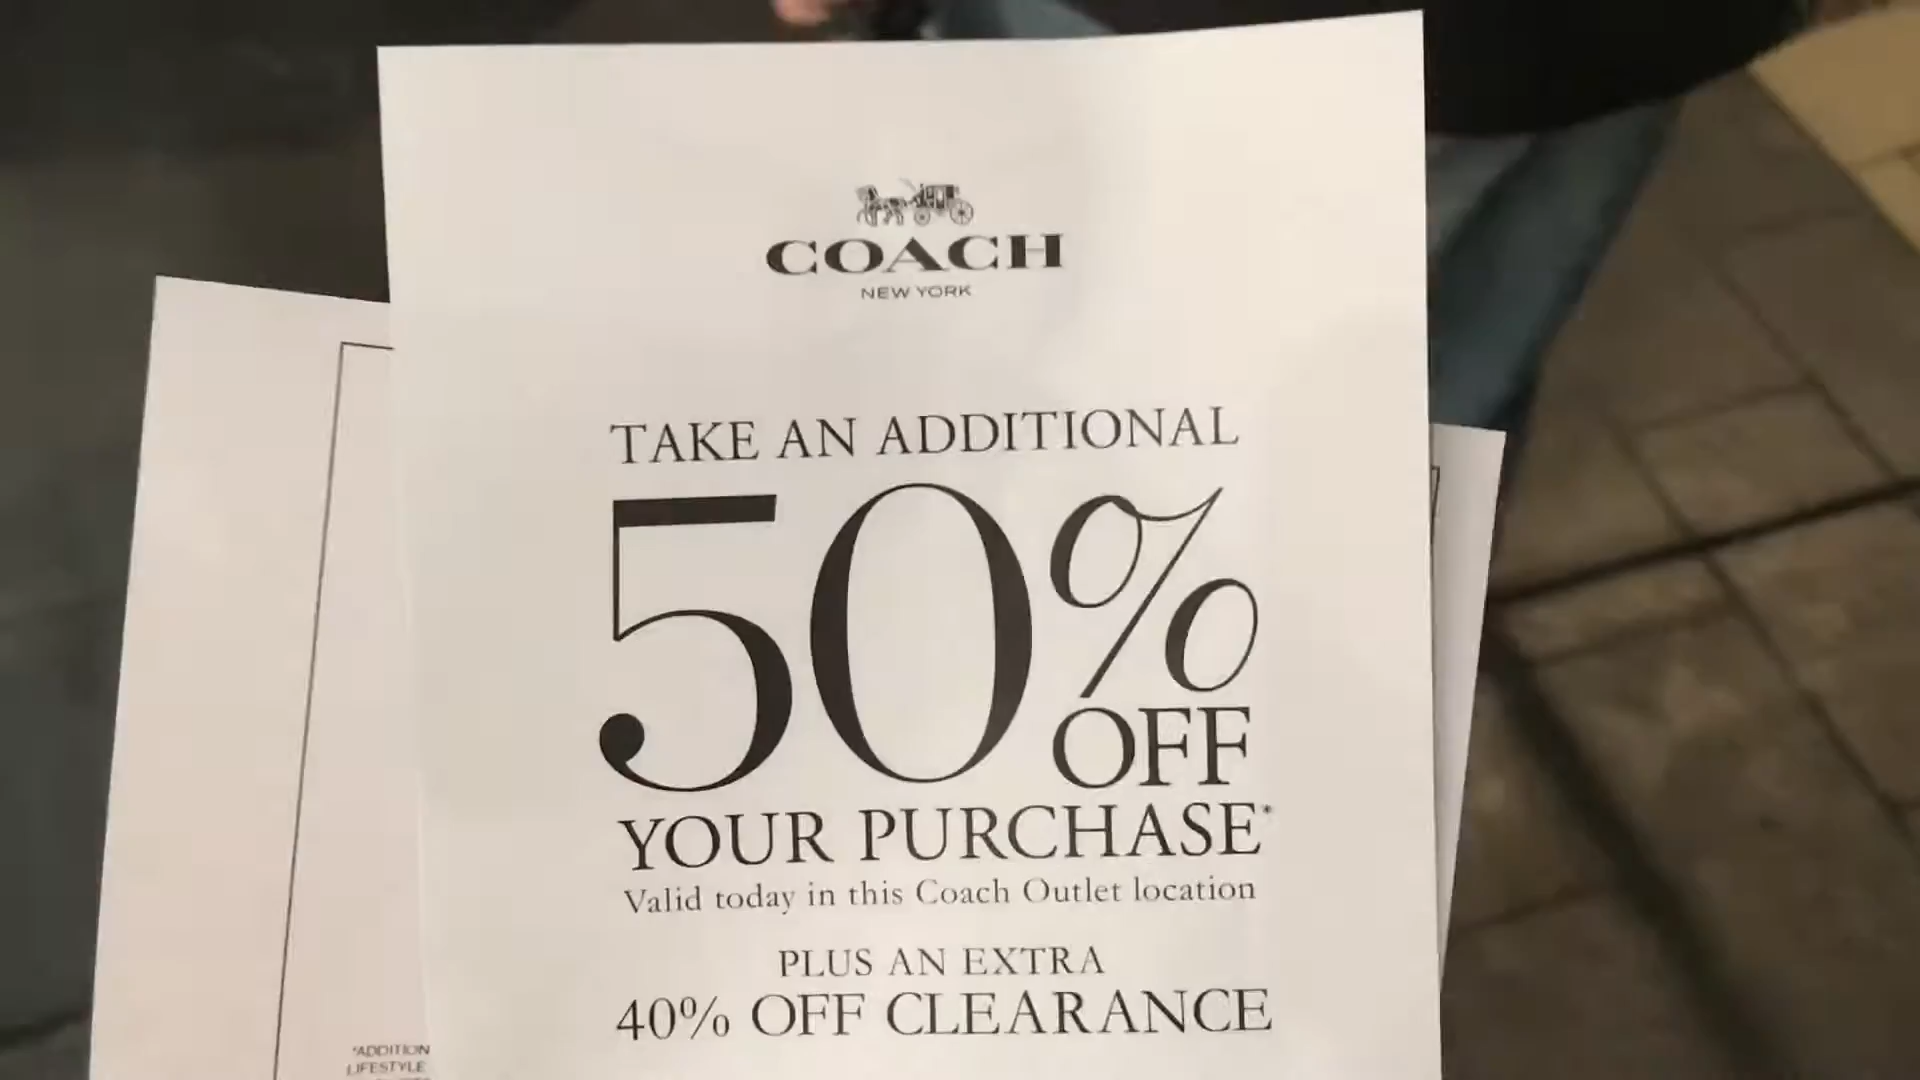 COACH
NEW YORK
TAKE AN ADDITIONAL
50%
OFF
YOUR PURCHASE*
Valid today in this Coach Outlet location
PLUS AN EXTRA
40% OFF CLEARANCE
*ADDITION
LIFESTYLE